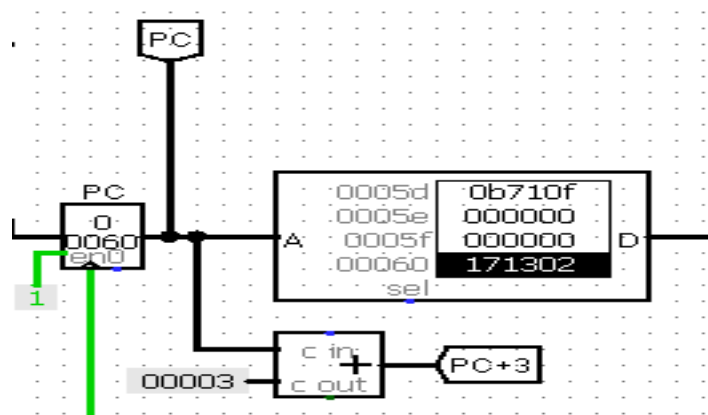 PC
PC
0
0060
en0
1
A
0005d 0b710f
0005e 000000
0005f 000000
00060 171302
sel
D
c in
+
c out
00003
PC+3